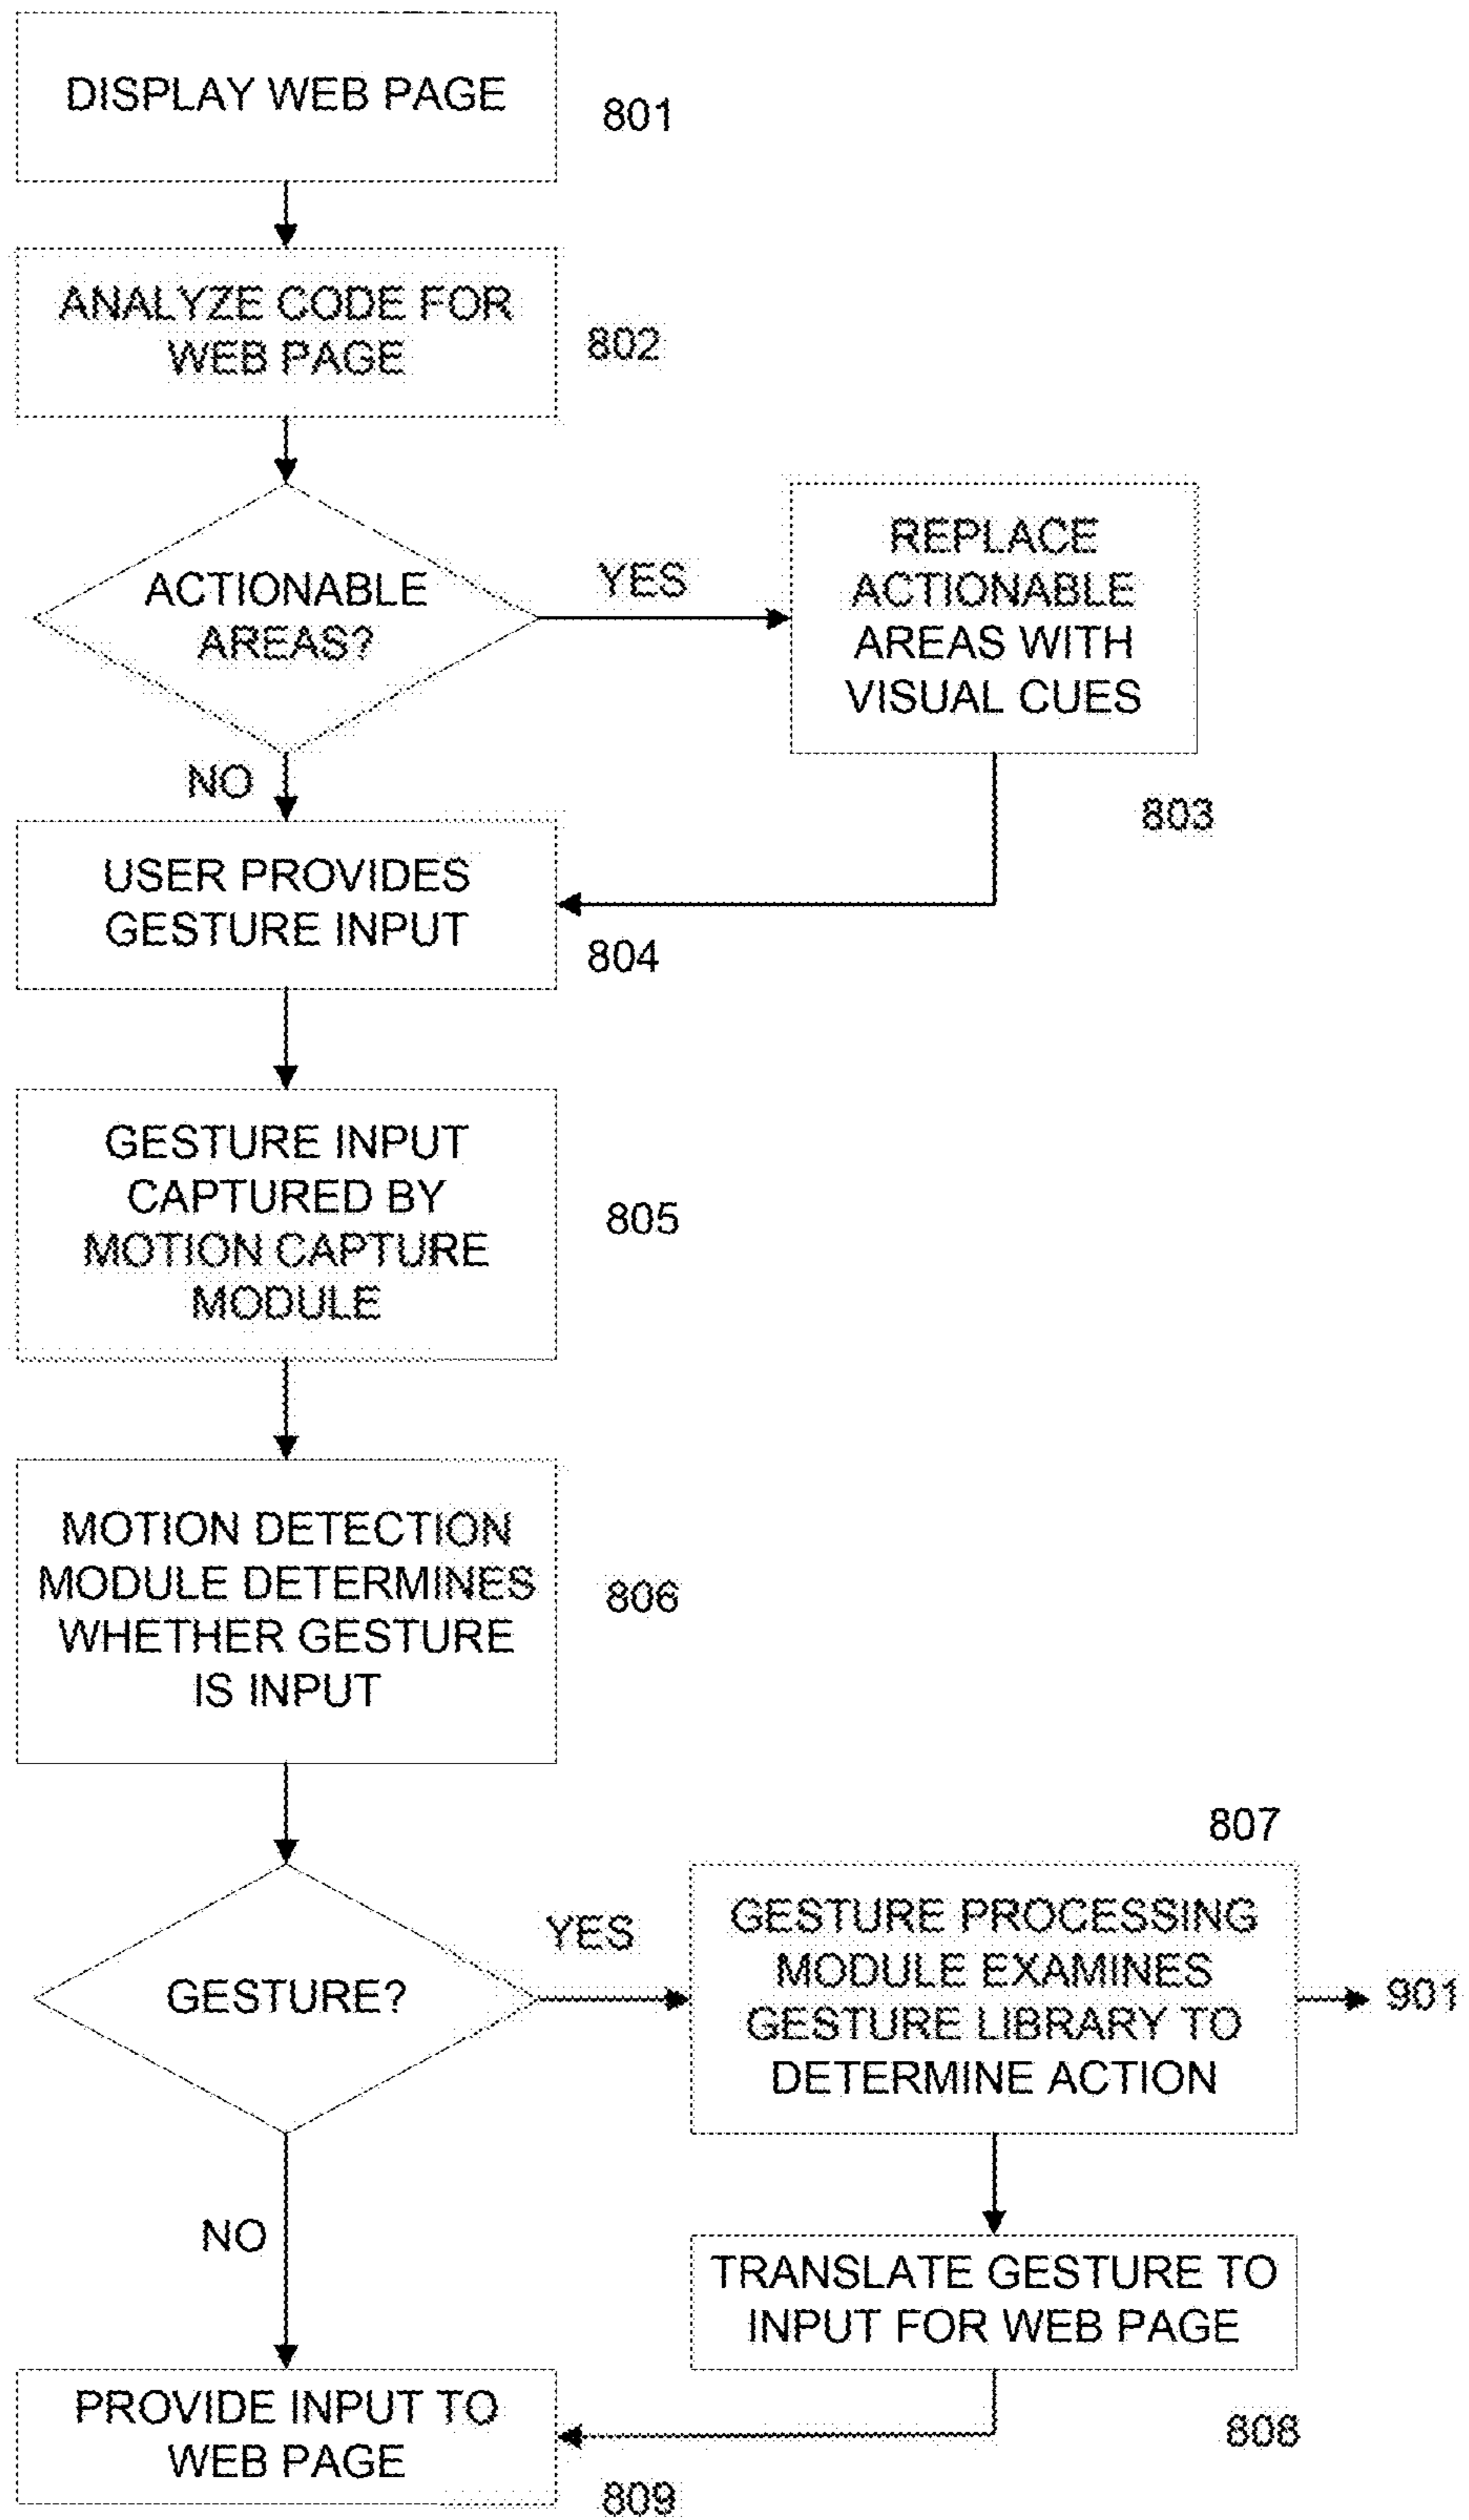 DISPLAY WEB PAGE
801
ANALYZE CODE FOR
WEB PAGE
802
ACTIONABLE
AREAS?
YES
REPLACE
ACTIONABLE
AREAS WITH
VISUAL CUES
803
NO
USER PROVIDES
GESTURE INPUT
804
GESTURE INPUT
CAPTURED BY
MOTION CAPTURE
MODULE
805
MOTION DETECTION
MODULE DETERMINES
WHETHER GESTURE
IS INPUT
806
GESTURE?
YES
807
GESTURE PROCESSING
MODULE EXAMINES
GESTURE LIBRARY TO
DETERMINE ACTION
901
NO
TRANSLATE GESTURE TO
INPUT FOR WEB PAGE
808
PROVIDE INPUT TO
WEB PAGE
809